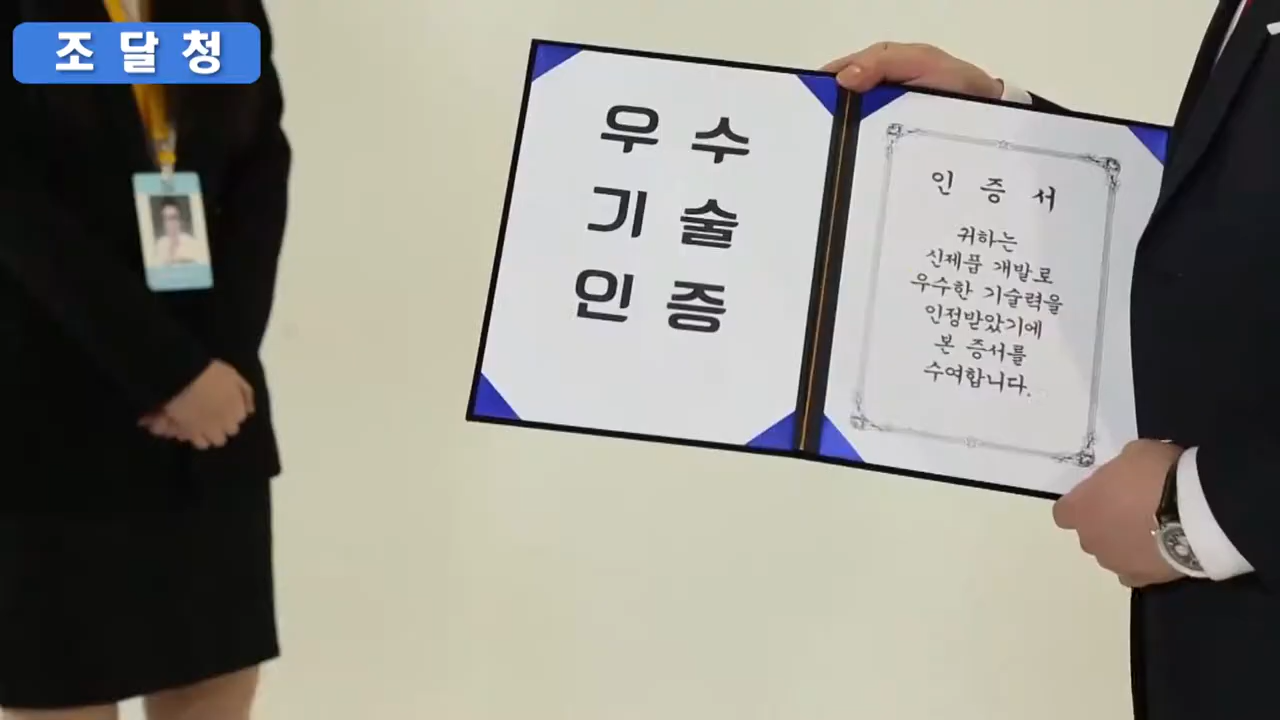 조달청
우수
기술
인증
인증서
귀하는
신제품 개발로
우수한 기술력을
인정받았기에
본 증서를
수여합니다.